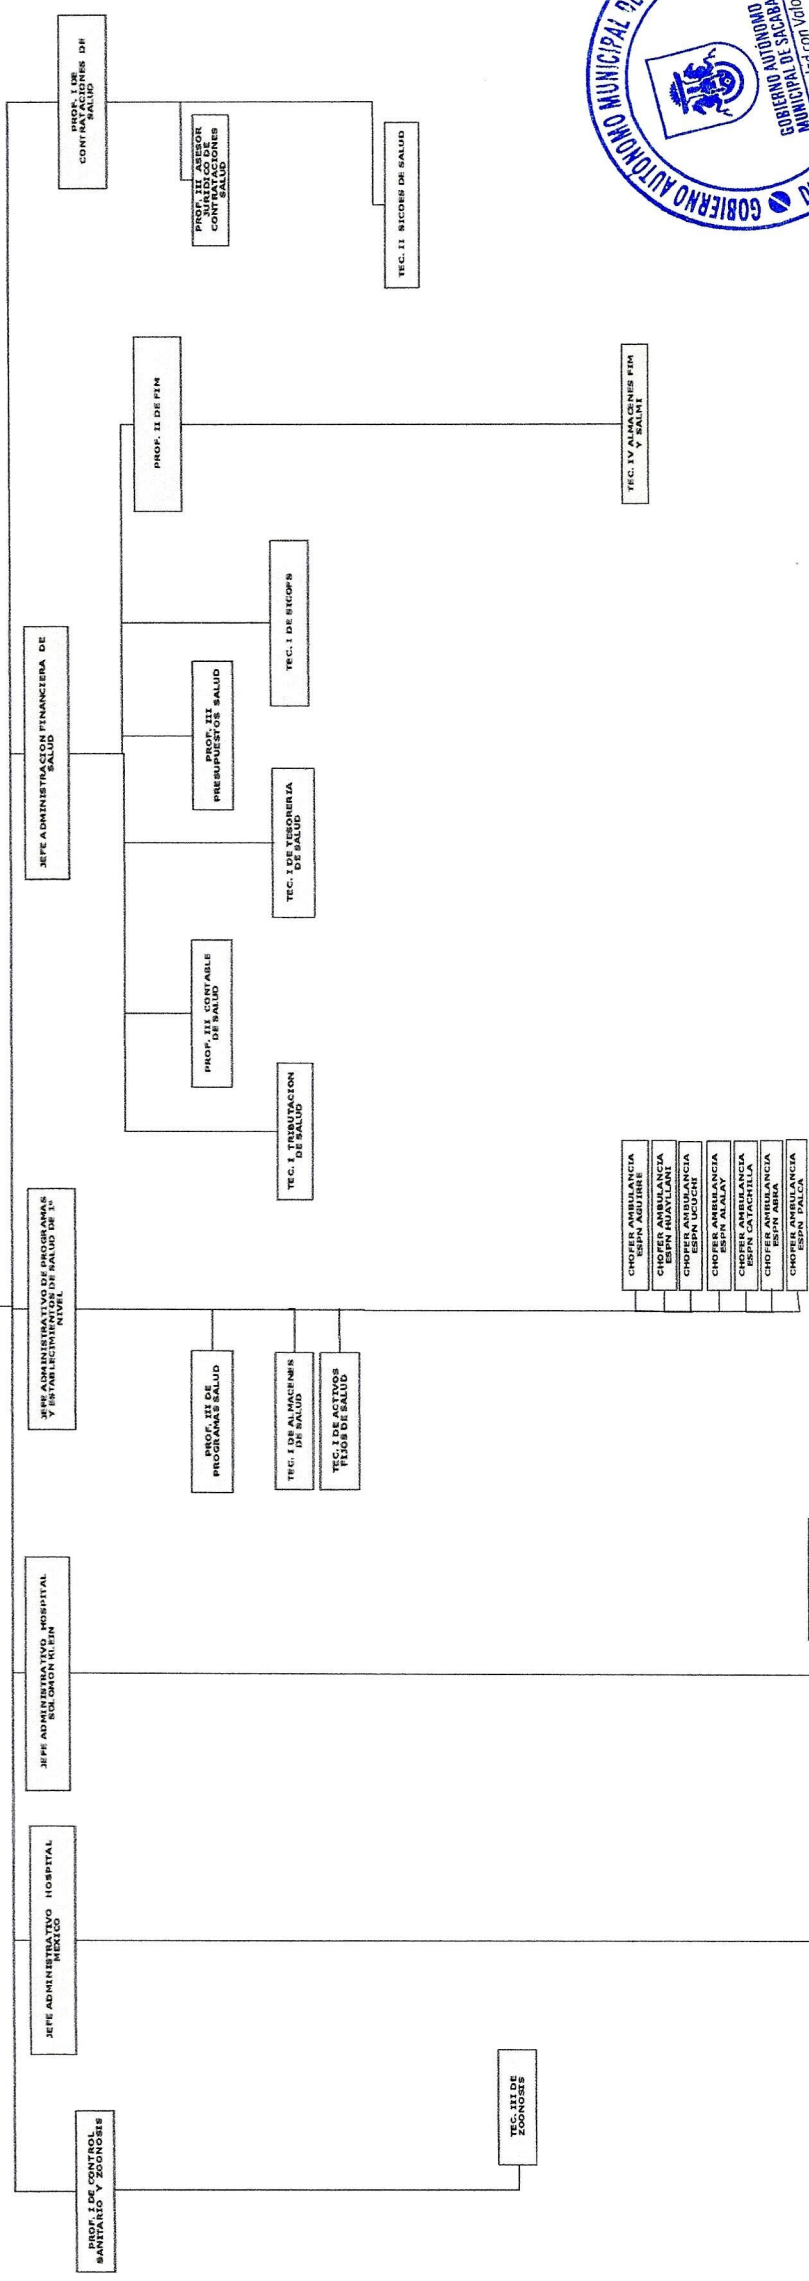 PROF. I DE CONTROL
SANITARIO Y ZOONOSIS
TEC. III DE
ZOONOSIS
JEFE ADMINISTRATIVO HOSPITAL
MEXICO
JEFE ADMINISTRATIVO HOSPITAL
SOLOMON KLEIN
JEFE ADMINISTRATIVO DE PROGRAMAS
Y ESTABLECIMIENTOS DE SALUD DE 1º
NIVEL
PROF. III DE
PROGRAMAS SALUD
TEC. I DE ALMACENES
DE SALUD
TEC. I DE ACTIVOS
FIJOS DE SALUD
CHOFER AMBULANCIA
ESPN AGUIRRE
CHOFER AMBULANCIA
ESPN HUAYLLANI
CHOFER AMBULANCIA
ESPN UCUCHI
CHOFER AMBULANCIA
ESPN ALALAY
CHOFER AMBULANCIA
ESPN CATACHILLA
CHOFER AMBULANCIA
ESPN ABRA
CHOFER AMBULANCIA
ESPN PALCA
JEFE ADMINISTRACION FINANCIERA DE
SALUD
TEC. I TRIBUTACION
DE SALUD
PROF. III CONTABLE
DE SALUD
TEC. I DE TESORERIA
DE SALUD
PROF. III
PRESUPUESTOS SALUD
TEC. I DE SICOPS
PROF. II DE FIM
TEC. IV ALMACENES FIM
Y SALMI
PROF. I DE
CONTRATACIONES DE
SALUD
PROF. III ASESOR
JURIDICO DE
CONTRATACIONES
SALUD
TEC. II SICOES DE SALUD
GOBIERNO AUTÓNOMO MUNICIPAL DE
GOBIERNO AUTÓNOMO
MUNICIPAL DE SACABA